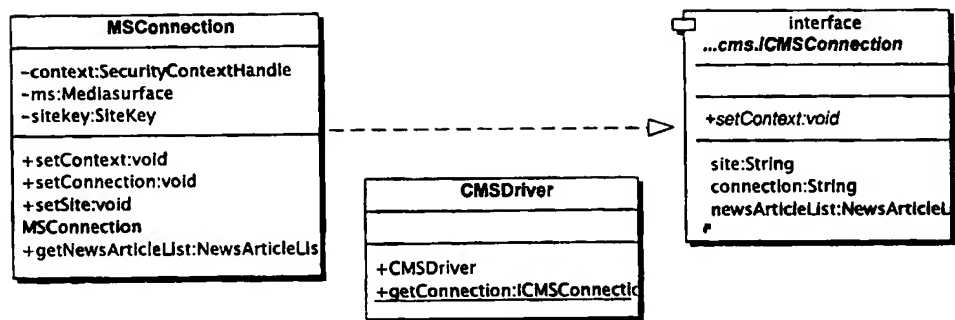 MSConnection
-context:SecurityContextHandle
-ms:Mediasurface
-sitekey:SiteKey
+setContext:void
+setConnection:void
+setSite:void
MSConnection
+getNewsArticleList:NewsArticleLis
CMSDriver
+CMSDriver
+getConnection:ICMSConnectio
interface
...cms.ICMSConnection
+setContext:void
site:String
connection:String
newsArticleList:NewsArticleL